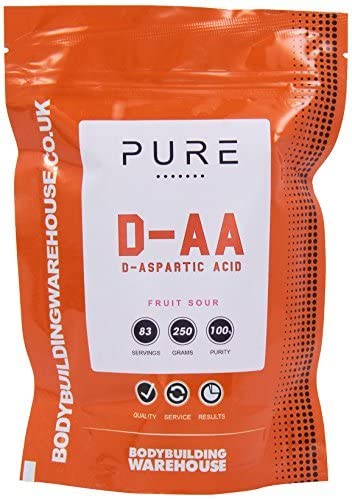 PURE
D-AA
D-ASPARTIC ACID
FRUIT SOUR
83
SERVINGS
250
GRAMS
100%
PURITY
QUALITY
SERVICE
RESULTS
BODYBUILDING
WAREHOUSE
BODYBUILDINGWAREHOUSE.CO.UK